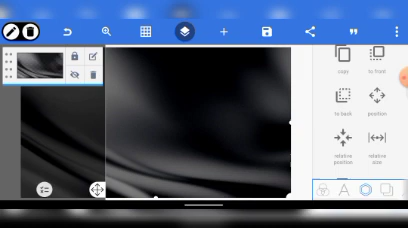 copy
to front
to back
position
relative
position
relative
size
A